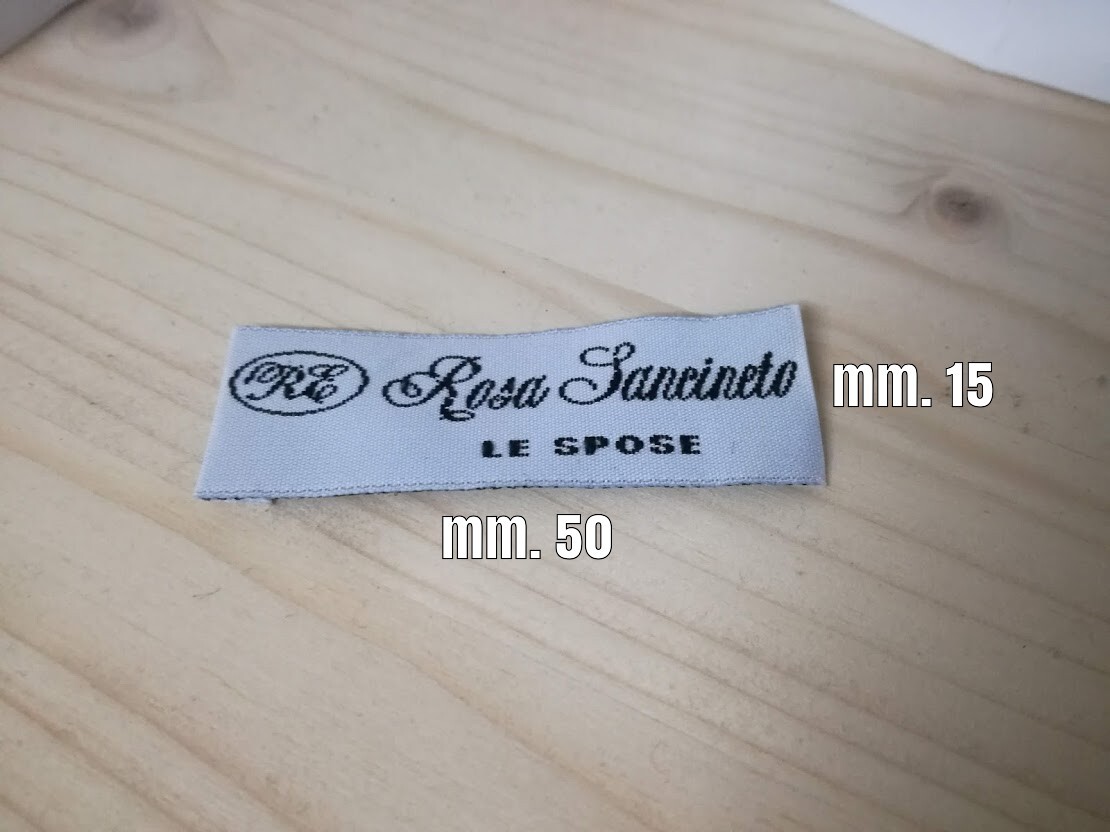 RE Rosa Sancineto
LE SPOSE
mm. 15
mm. 50